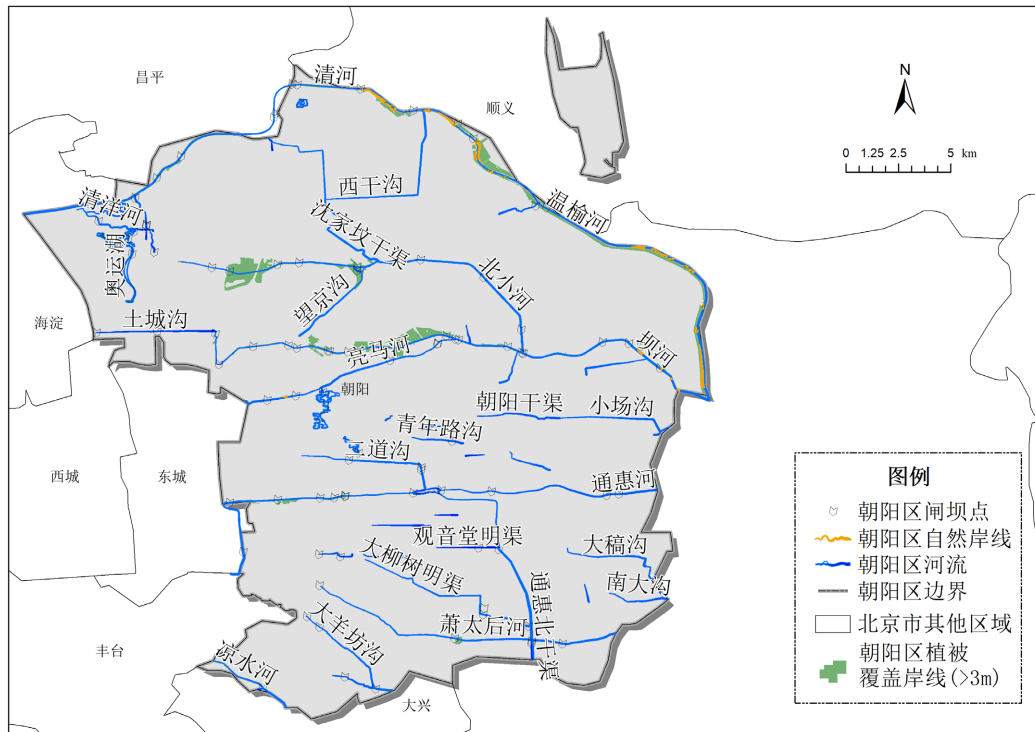 昌平
清河
顺义
N
0 1.25 2.5 5 km
西干沟
温榆河
清洋河
沈家坟干渠
奥运湖
北小河
望京沟
海淀
土城沟
亮马河
坝河
朝阳
朝阳干渠
小场沟
青年路沟
二道沟
西城
东城
通惠河
图例
朝阳区闸坝点
朝阳区自然岸线
朝阳区河流
朝阳区边界
北京市其他区域
朝阳区植被
覆盖岸线(>3m)
观音堂明渠
大稿沟
大柳树明渠
南大沟
通惠北干渠
萧太后河
大羊坊沟
丰台
凉水河
大兴